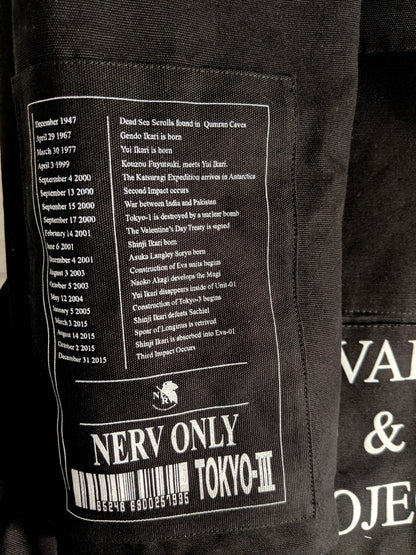 December 1947 Dead Sea Scrolls found in Qumran Caves
April 29 1967 Gendo Ikari is born
March 30 1977 Yui Ikari is born
April 3 1999 Kouzou Fuyutsuki, meets Yui Ikari.
Septermber 4 2000 The Katsuragi Expedition arrives in Antarctica
September 13 2000 Second Impact occurs
September 15 2000 War between India and Pakistan
September 17 2000 Tokyo-1 is destroyed by a unclear bomb
February 14 2001 The Valentine's Day Treaty is signed
June 6 2001 Shinji Ikari born
December 4 2001 Asuka Langley Soryu born
August 3 2003 Construction of Eva units begins
October 5 2003 Naoko Akagi develops the Magi
May 12 2004 Yui Ikari disappears inside of Unit-01
January 5 2005 Construction of Tokyo-3 begins
March 3 2015 Shinji Ikari defeats Sachiel
August 14 2015 Spear of Longinus is retrived
October 2 2015 Shinji Ikari is absorbed into Eva-01
December 31 2015 Third Impact Occurs
NERV
NERV ONLY
TOKYO-III
85248 6900257895
VAN
&
OJE